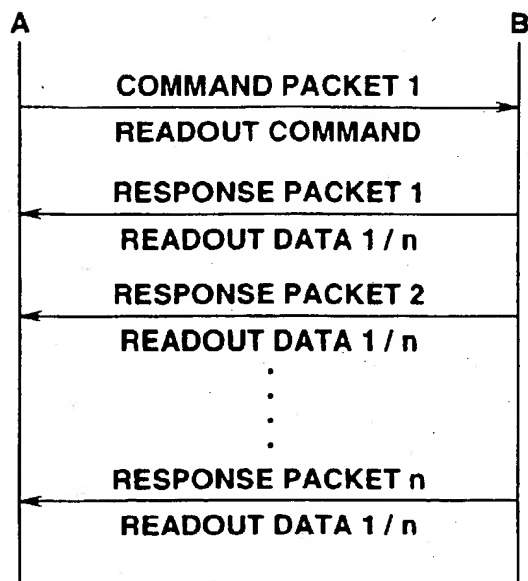 A B
COMMAND PACKET 1
READOUT COMMAND
RESPONSE PACKET 1
READOUT DATA 1 / n
RESPONSE PACKET 2
READOUT DATA 1 / n
RESPONSE PACKET n
READOUT DATA 1 / n